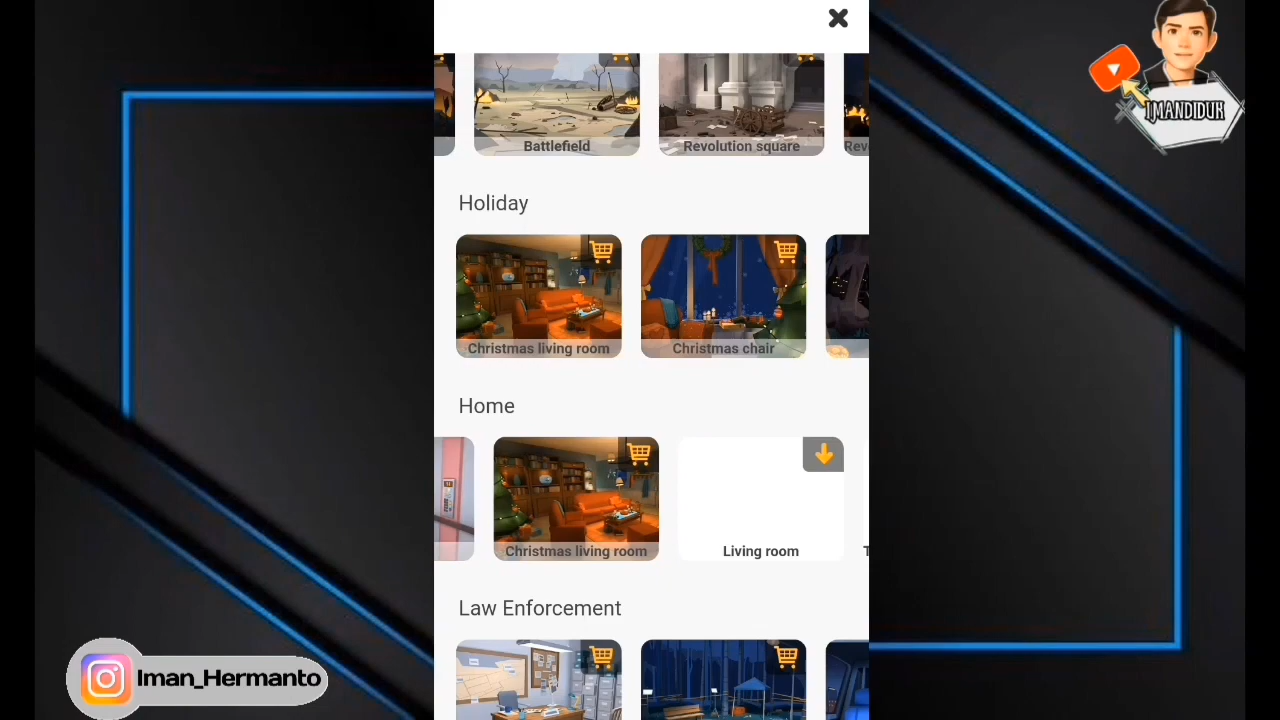 IMANDIDUK
Battlefield
Revolution square
Rev
Holiday
Christmas living room
Christmas chair
Home
Christmas living room
Living room
T
Law Enforcement
Iman_Hermanto